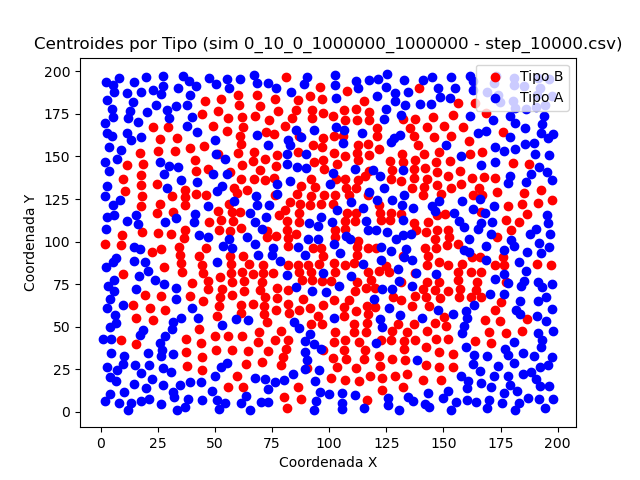 Centroides por Tipo (sim 0_10_0_1000000_1000000 - step_10000.csv)
Tipo B
Tipo A
Coordenada Y
200
175
150
125
100
75
50
25
0
0 25 50 75 100 125 150 175 200
Coordenada X